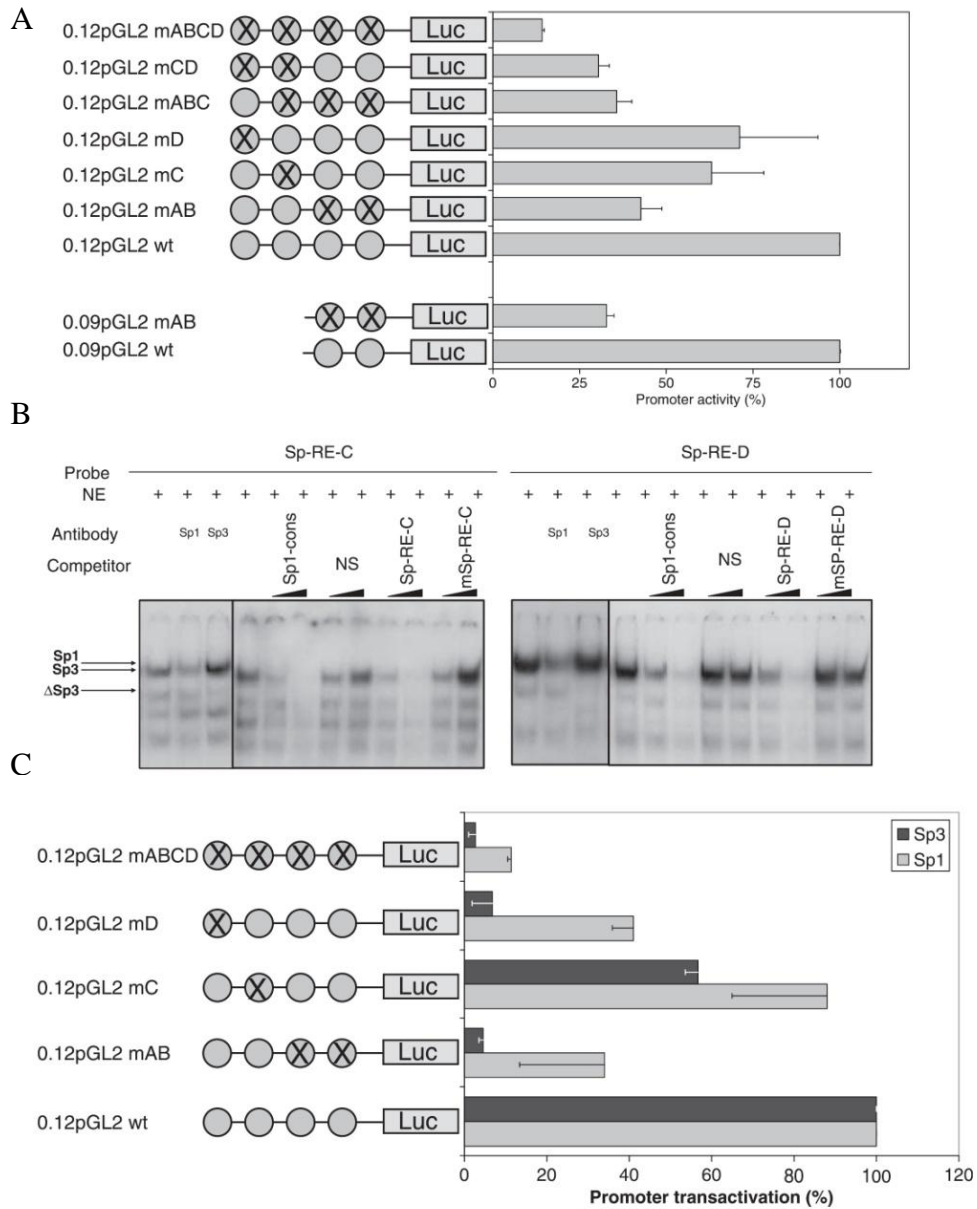 A
0.12pGL2 mABCD X X X X Luc
0.12pGL2 mCD X X Luc
0.12pGL2 mABC X X X Luc
0.12pGL2 mD X Luc
0.12pGL2 mC X Luc
0.12pGL2 mAB X X Luc
0.12pGL2 wt Luc
0.09pGL2 mAB X X Luc
0.09pGL2 wt Luc
0 25 50 75 100
Promoter activity (%)
B
Sp-RE-C Sp-RE-D
Probe
NE + + + + + + + + + + + + + + + + + + + + + + + +
Antibody Sp1 Sp3 Sp1 Sp3
Competitor Sp1-cons NS Sp-RE-C mSp-RE-C Sp1-cons NS Sp-RE-D mSP-RE-D
Sp1
Sp3
ΔSp3
C
Sp3
Sp1
0.12pGL2 mABCD X X X X Luc
0.12pGL2 mD X Luc
0.12pGL2 mC X Luc
0.12pGL2 mAB X X Luc
0.12pGL2 wt Luc
0 20 40 60 80 100 120
Promoter transactivation (%)